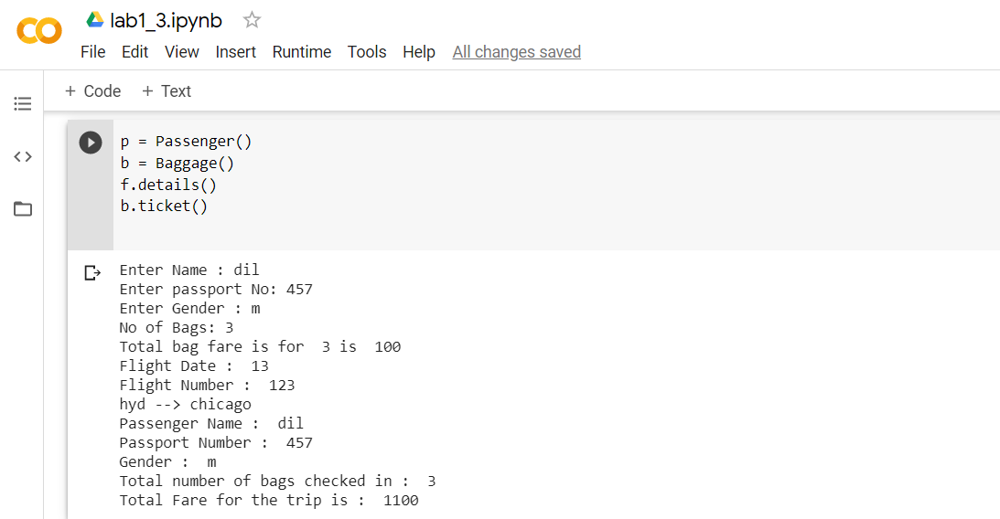 lab1_3.ipynb
File Edit View Insert Runtime Tools Help All changes saved
+ Code + Text
p = Passenger()
b = Baggage()
f.details()
b.ticket()
Enter Name : dil
Enter passport No: 457
Enter Gender : m
No of Bags: 3
Total bag fare is for  3 is  100
Flight Date :  13
Flight Number :  123
hyd --> chicago
Passenger Name :  dil
Passport Number :  457
Gender :  m
Total number of bags checked in :  3
Total Fare for the trip is :  1100